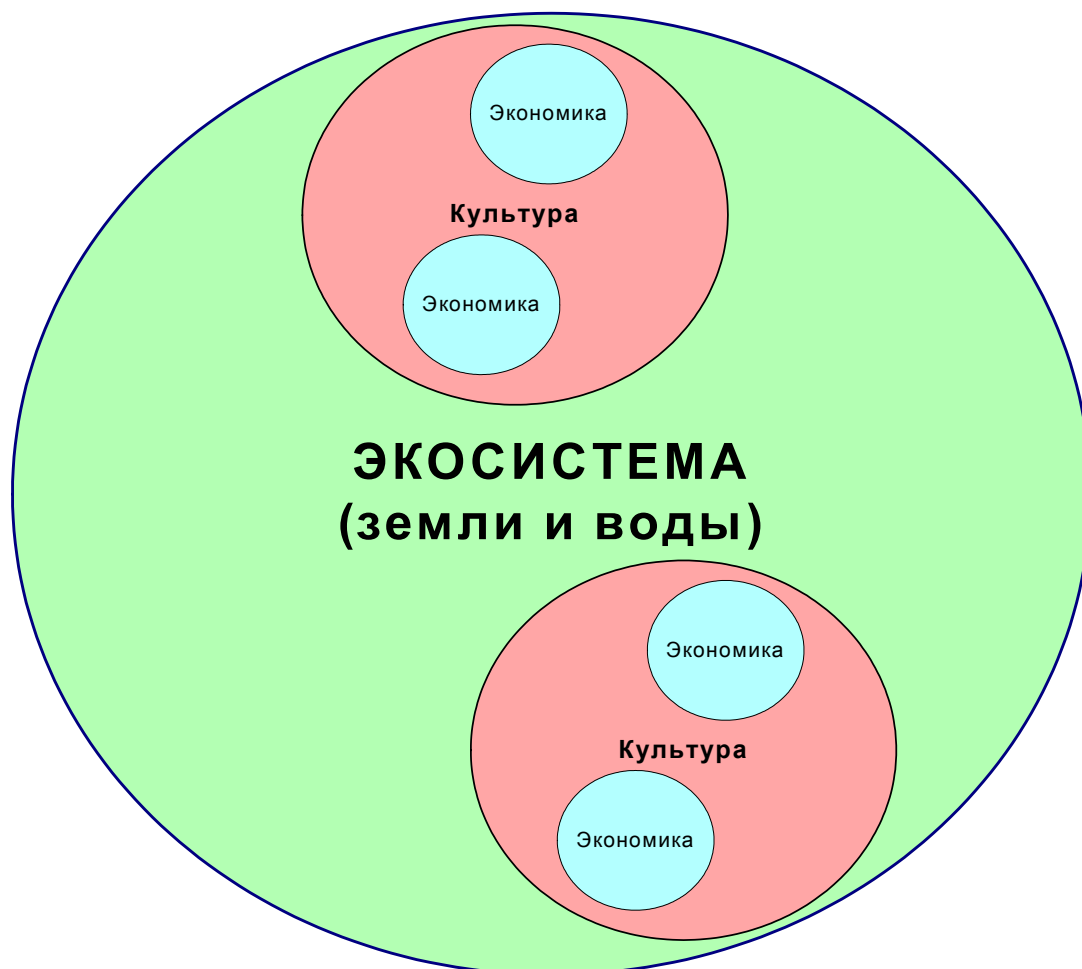 Экономика
Культура
Экономика
ЭКОСИСТЕМА
(земли и воды)
Экономика
Культура
Экономика